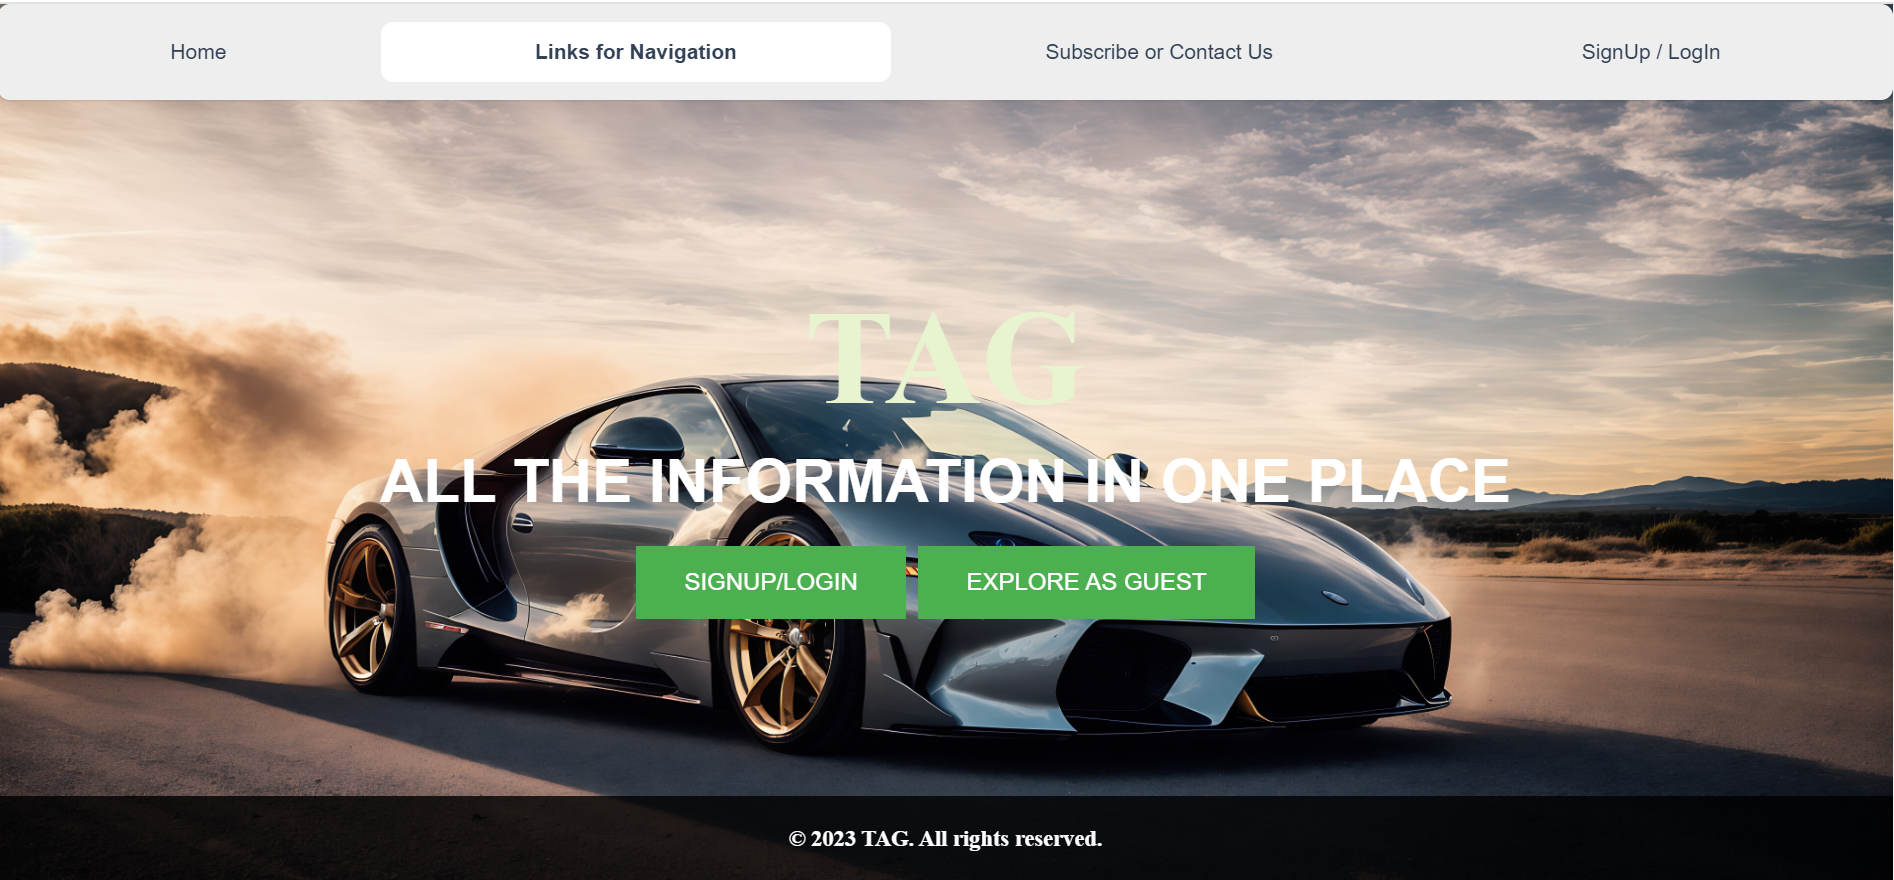 Home Links for Navigation Subscribe or Contact Us SignUp / LogIn
TAG
ALL THE INFORMATION IN ONE PLACE
SIGNUP/LOGIN EXPLORE AS GUEST
© 2023 TAG. All rights reserved.